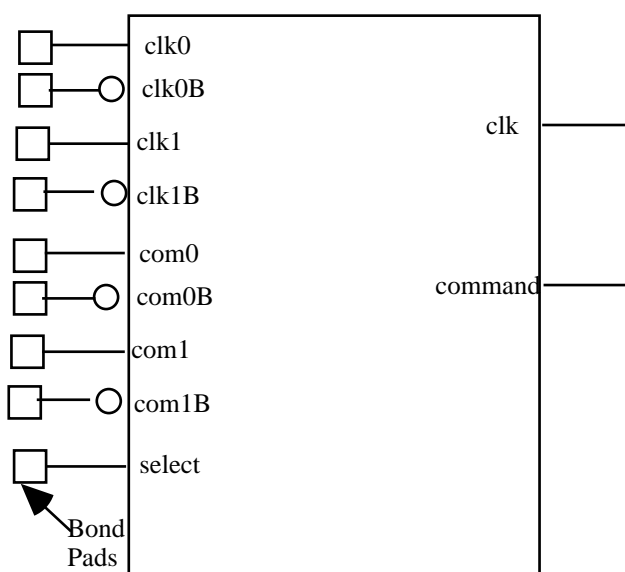 clk0
clk0B
clk1
clk
clk1B
com0
command
com0B
com1
com1B
select
Bond
Pads